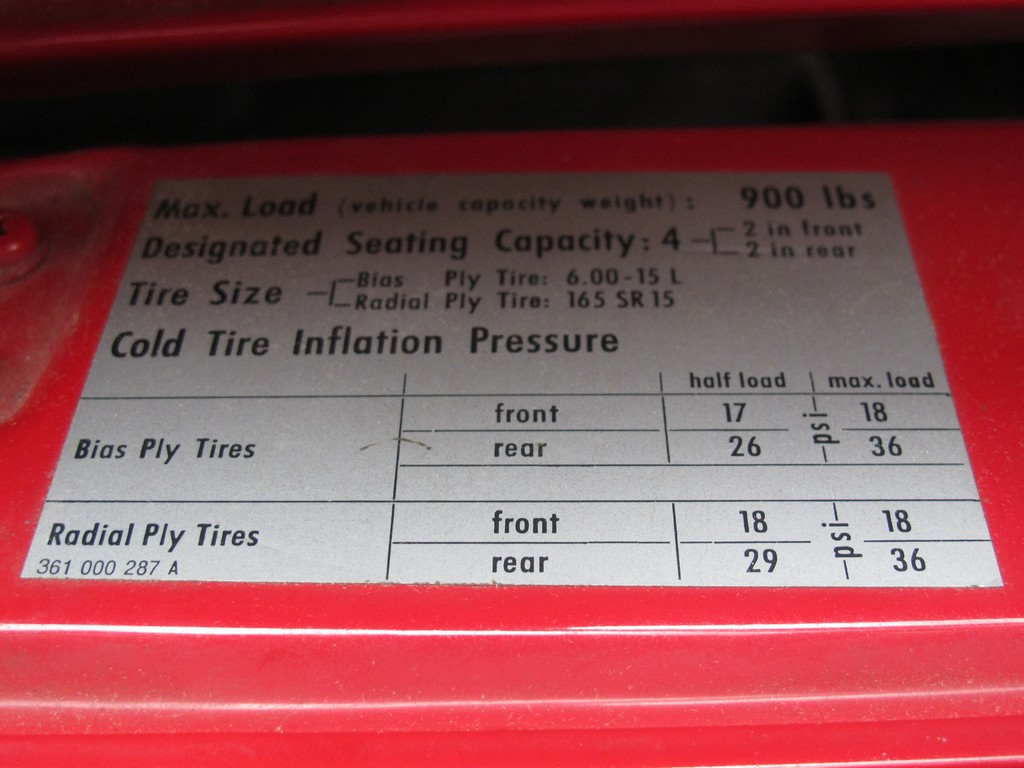 Max. Load (vehicle capacity weight): 900 lbs
Designated Seating Capacity: 4 2 in front
2 in rear
Tire Size Bias Ply Tire: 6.00-15 L
Radial Ply Tire: 165 SR 15
Cold Tire Inflation Pressure
half load max. load
Bias Ply Tires front 17 psi 18
rear 26 36
Radial Ply Tires front 18 psi 18
rear 29 36
361 000 287 A